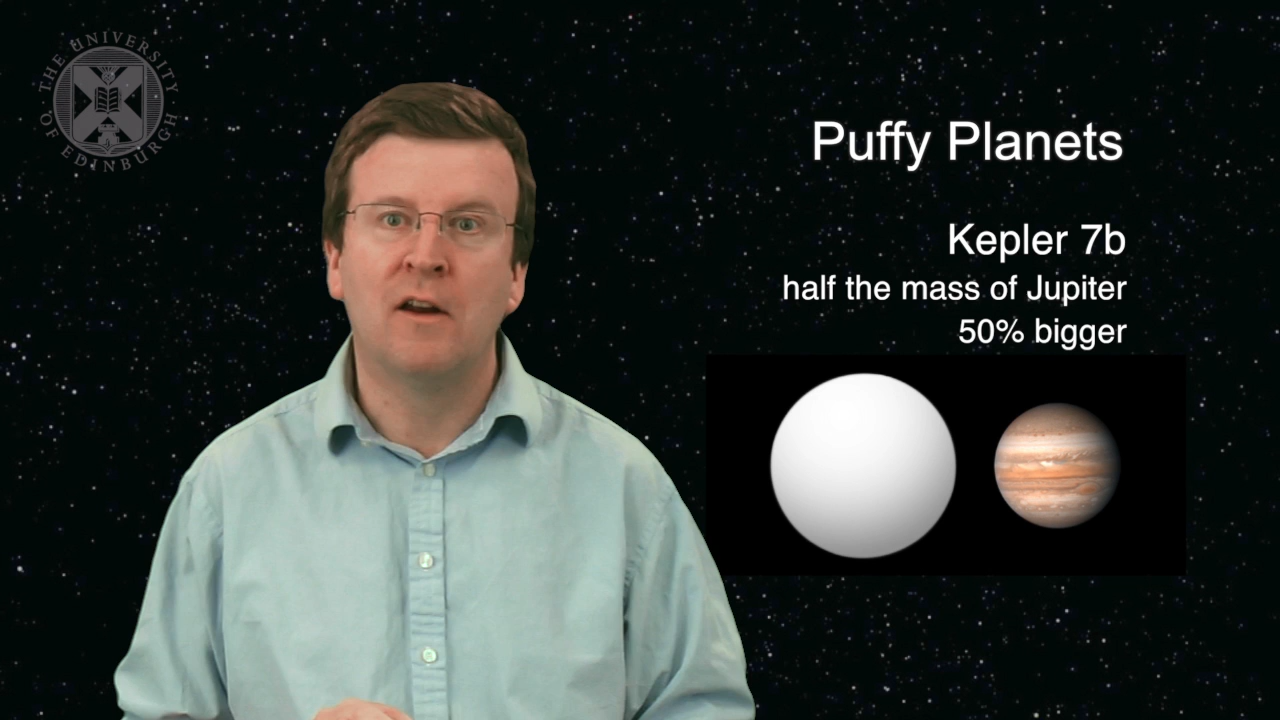 THE UNIVERSITY OF EDINBURGH
Puffy Planets
Kepler 7b
half the mass of Jupiter
50% bigger